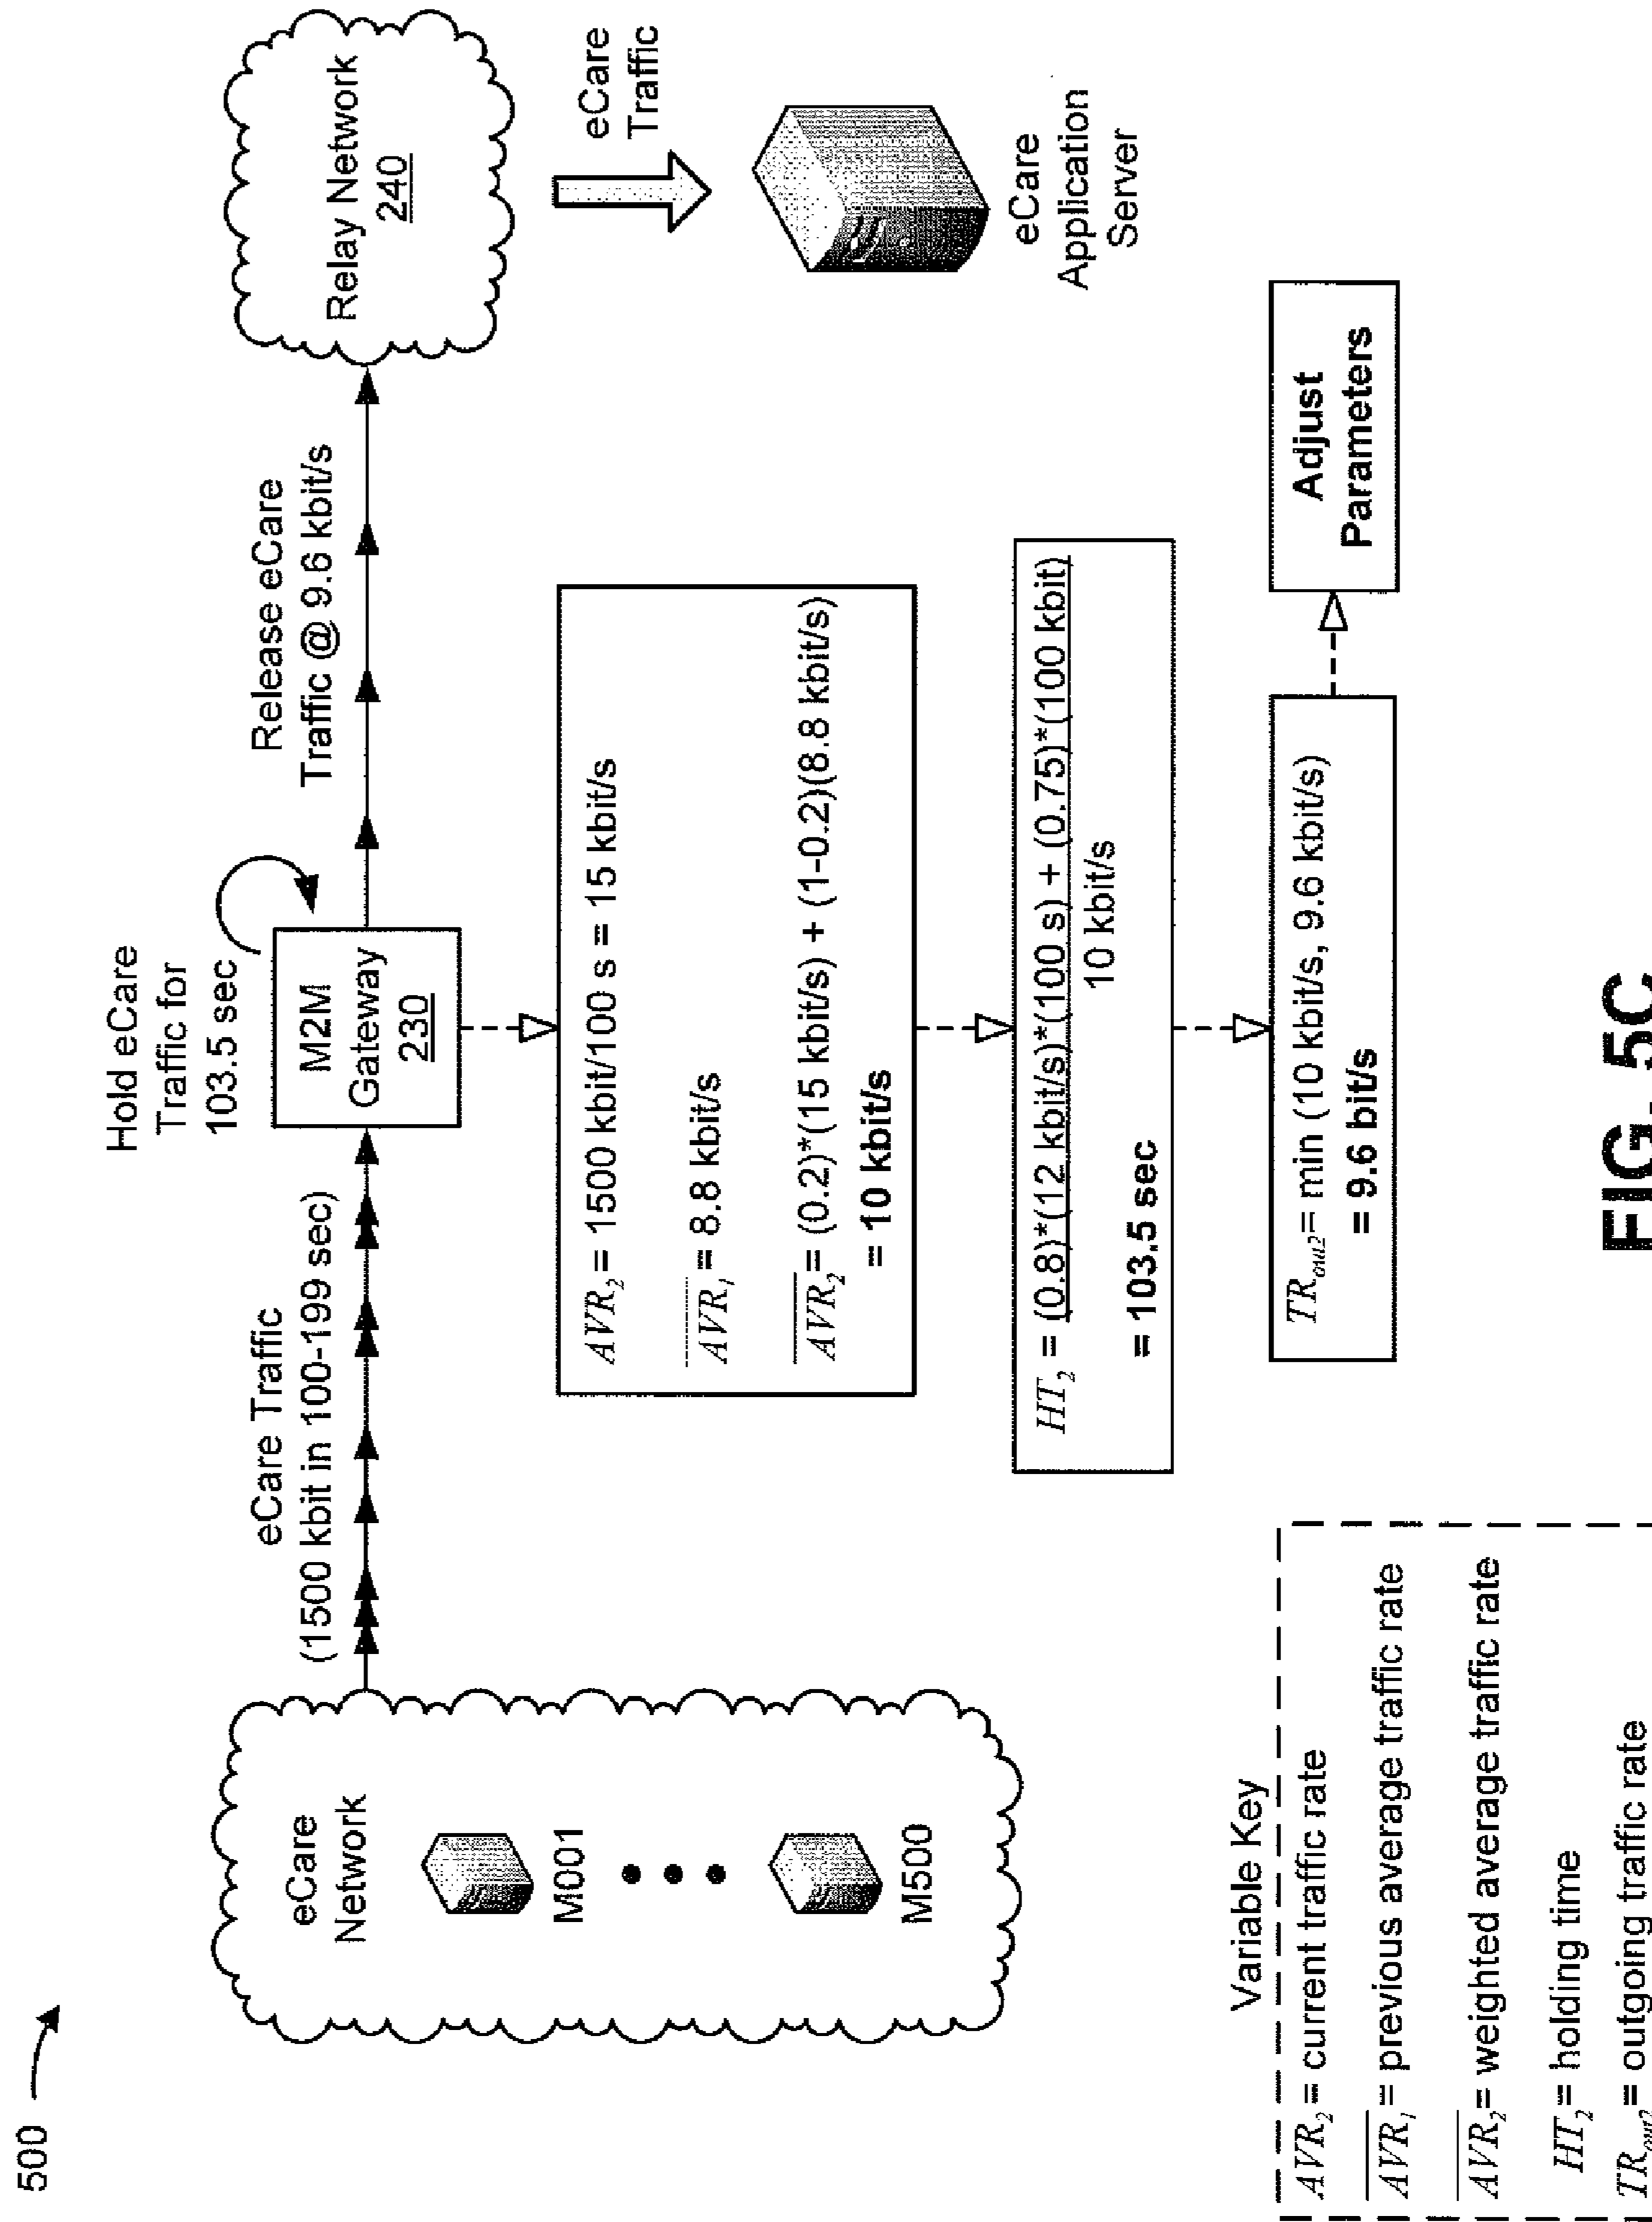 500
Hold eCare
Traffic for
103.5 sec
eCare Traffic
(1500 kbit in 100-199 sec)
M2M
Gateway
230
Release eCare
Traffic @ 9.6 kbit/s
Relay Network
240
eCare
Network
M001
M500
eCare
Traffic
eCare
Application
Server
AVR₂ = 1500 kbit/100 s = 15 kbit/s
A̅V̅R̅₁ = 8.8 kbit/s
A̅V̅R̅₂ = (0.2)*(15 kbit/s) + (1-0.2)(8.8 kbit/s)
= 10 kbit/s
HT₂ = (0.8)*(12 kbit/s)*(100 s) + (0.75)*(100 kbit)
10 kbit/s
= 103.5 sec
TRout2 = min (10 kbit/s, 9.6 kbit/s)
= 9.6 bit/s
Adjust
Parameters
Variable Key
AVR₂ = current traffic rate
A̅V̅R̅₁ = previous average traffic rate
A̅V̅R̅₂ = weighted average traffic rate
HT₂ = holding time
TRout2 = outgoing traffic rate
FIG. 5C